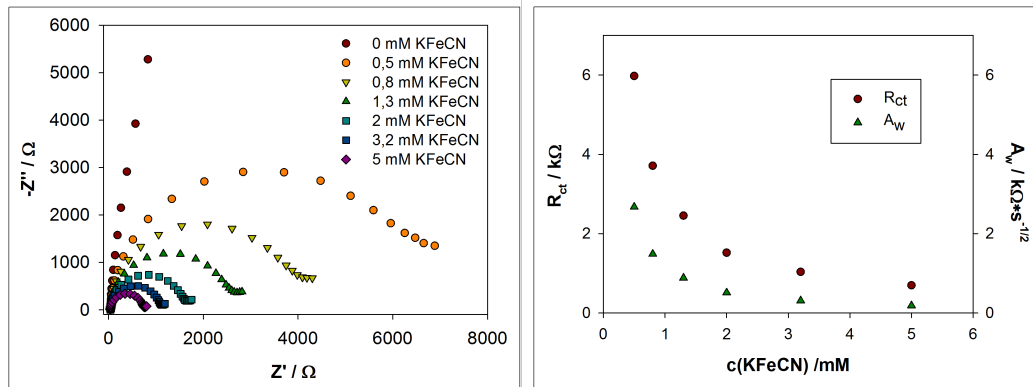 6000
5000
4000
3000
2000
1000
0
-Z'' / Ω
0 mM KFeCN
0,5 mM KFeCN
0,8 mM KFeCN
1,3 mM KFeCN
2 mM KFeCN
3,2 mM KFeCN
5 mM KFeCN
0 2000 4000 6000 8000
Z' / Ω
6
4
2
0
R_ct / kΩ
R_ct
A_w
6
4
2
0
A_w / kΩ*s^-1/2
0 1 2 3 4 5 6
c(KFeCN) /mM